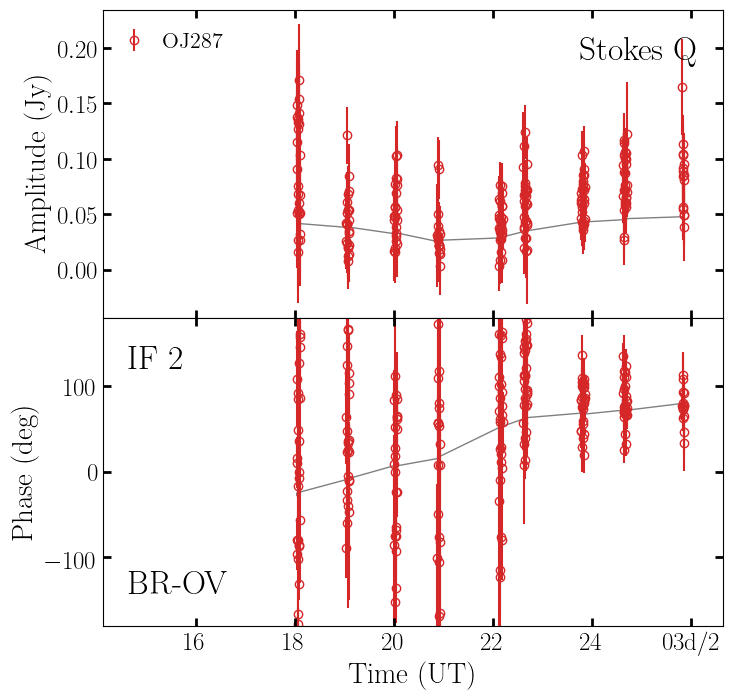 OJ287
Stokes Q
0.20
0.15
0.10
0.05
0.00
Amplitude (Jy)
IF 2
100
0
−100
Phase (deg)
BR-OV
16 18 20 22 24 03d/2
Time (UT)